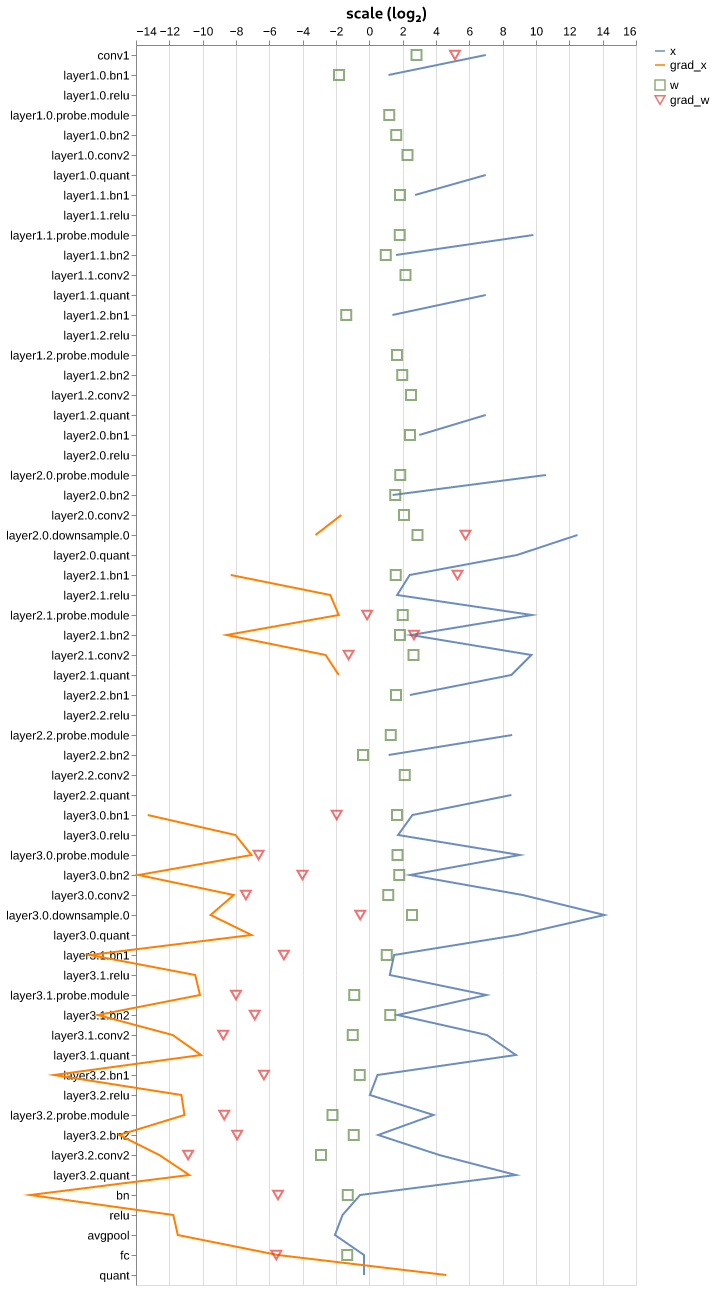 scale (log₂)
−14 −12 −10 −8 −6 −4 −2 0 2 4 6 8 10 12 14 16
x
grad_x
w
grad_w
conv1
layer1.0.bn1
layer1.0.relu
layer1.0.probe.module
layer1.0.bn2
layer1.0.conv2
layer1.0.quant
layer1.1.bn1
layer1.1.relu
layer1.1.probe.module
layer1.1.bn2
layer1.1.conv2
layer1.1.quant
layer1.2.bn1
layer1.2.relu
layer1.2.probe.module
layer1.2.bn2
layer1.2.conv2
layer1.2.quant
layer2.0.bn1
layer2.0.relu
layer2.0.probe.module
layer2.0.bn2
layer2.0.conv2
layer2.0.downsample.0
layer2.0.quant
layer2.1.bn1
layer2.1.relu
layer2.1.probe.module
layer2.1.bn2
layer2.1.conv2
layer2.1.quant
layer2.2.bn1
layer2.2.relu
layer2.2.probe.module
layer2.2.bn2
layer2.2.conv2
layer2.2.quant
layer3.0.bn1
layer3.0.relu
layer3.0.probe.module
layer3.0.bn2
layer3.0.conv2
layer3.0.downsample.0
layer3.0.quant
layer3.1.bn1
layer3.1.relu
layer3.1.probe.module
layer3.1.bn2
layer3.1.conv2
layer3.1.quant
layer3.2.bn1
layer3.2.relu
layer3.2.probe.module
layer3.2.bn2
layer3.2.conv2
layer3.2.quant
bn
relu
avgpool
fc
quant